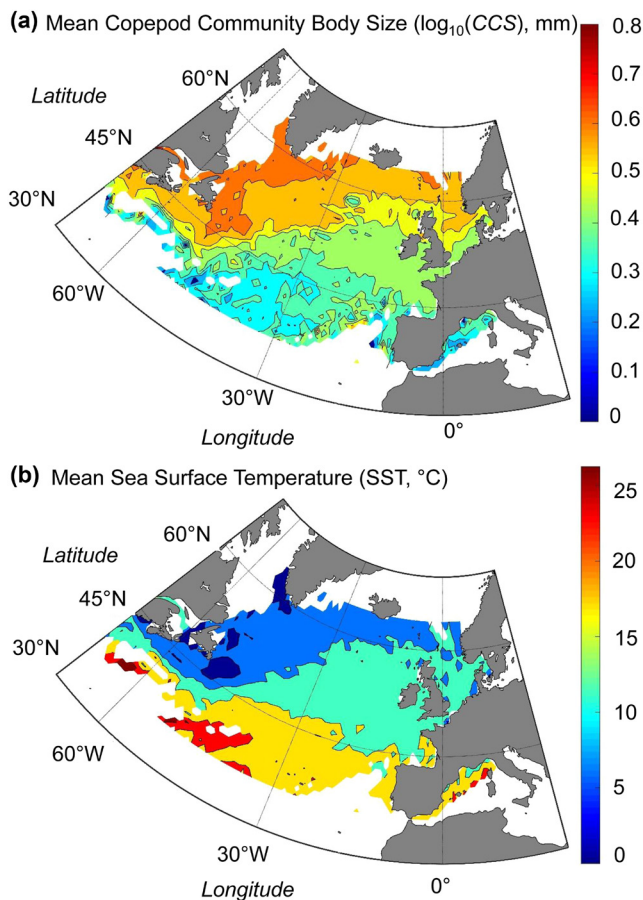 (a) Mean Copepod Community Body Size (log₁₀(CCS), mm)
0.8
0.7
0.6
0.5
0.4
0.3
0.2
0.1
0
60°N
Latitude
45°N
30°N
60°W
30°W
0°
Longitude
(b) Mean Sea Surface Temperature (SST, °C)
25
20
15
10
5
0
60°N
Latitude
45°N
30°N
60°W
30°W
0°
Longitude